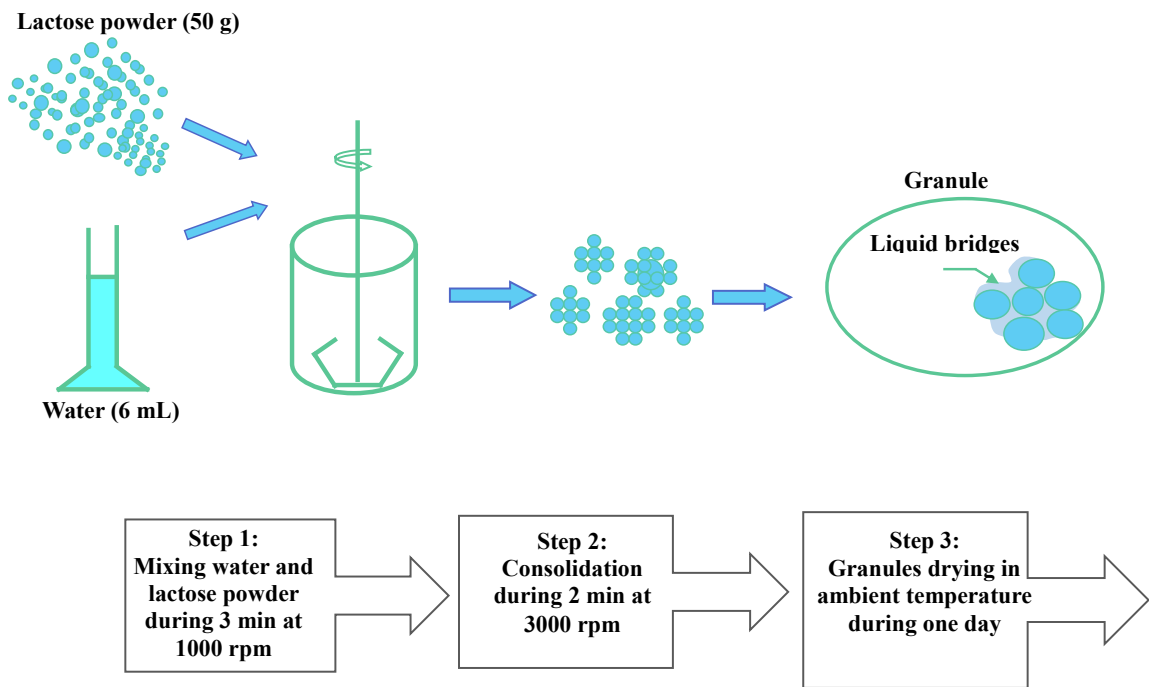 Lactose powder (50 g)
Granule
Liquid bridges
Water (6 mL)
Step 1:
Mixing water and
lactose powder
during 3 min at
1000 rpm
Step 2:
Consolidation
during 2 min at
3000 rpm
Step 3:
Granules drying in
ambient temperature
during one day